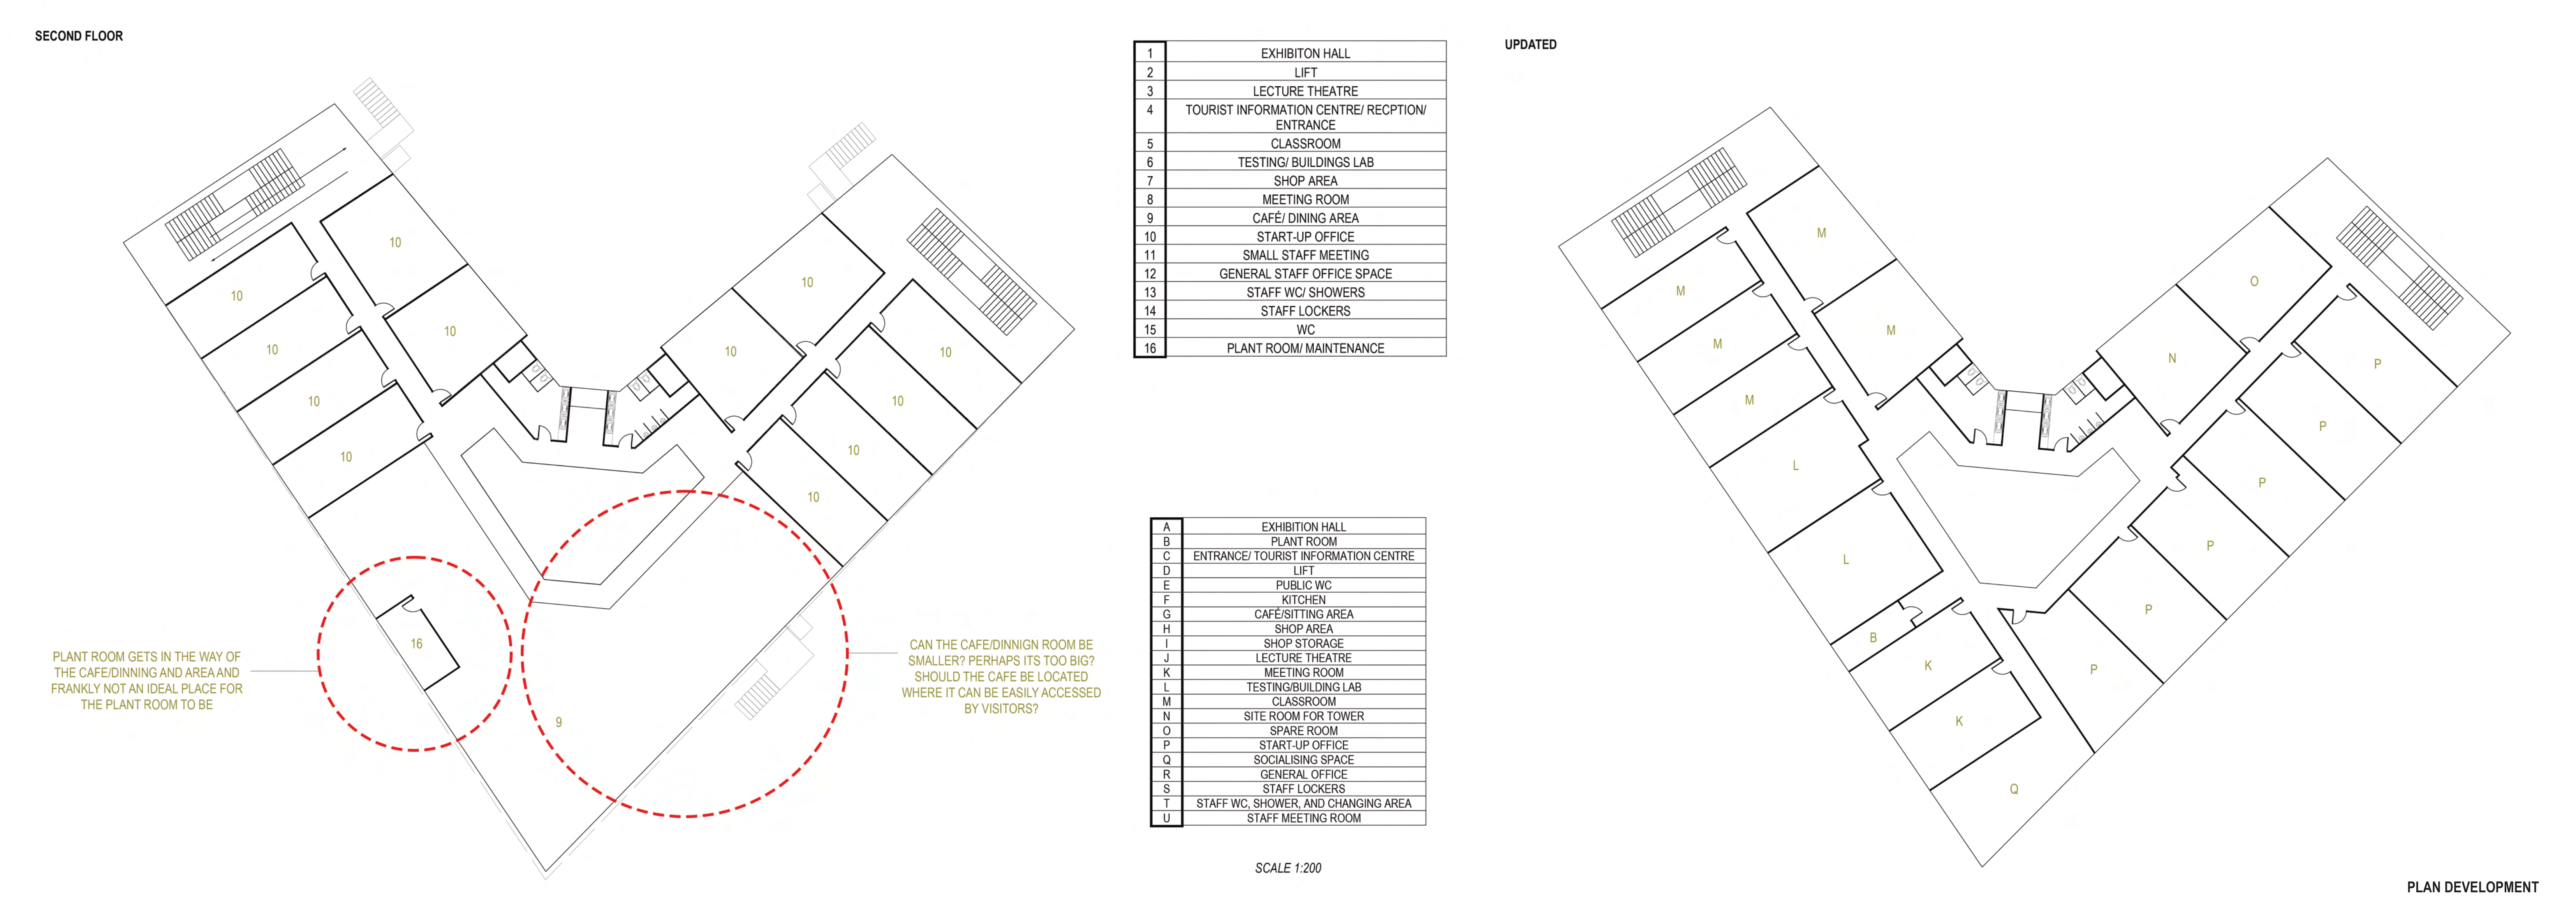 SECOND FLOOR
10
10
10
10
10
10
10
10
10
10
10
10
16
9
PLANT ROOM GETS IN THE WAY OF
THE CAFE/DINNING AND AREA AND
FRANKLY NOT AN IDEAL PLACE FOR
THE PLANT ROOM TO BE
CAN THE CAFE/DINNIGN ROOM BE
SMALLER? PERHAPS ITS TOO BIG?
SHOULD THE CAFE BE LOCATED
WHERE IT CAN BE EASILY ACCESSED
BY VISITORS?
1 EXHIBITON HALL
2 LIFT
3 LECTURE THEATRE
4 TOURIST INFORMATION CENTRE/ RECPTION/
ENTRANCE
5 CLASSROOM
6 TESTING/ BUILDINGS LAB
7 SHOP AREA
8 MEETING ROOM
9 CAFÉ/ DINING AREA
10 START-UP OFFICE
11 SMALL STAFF MEETING
12 GENERAL STAFF OFFICE SPACE
13 STAFF WC/ SHOWERS
14 STAFF LOCKERS
15 WC
16 PLANT ROOM/ MAINTENANCE
A EXHIBITION HALL
B PLANT ROOM
C ENTRANCE/ TOURIST INFORMATION CENTRE
D LIFT
E PUBLIC WC
F KITCHEN
G CAFÉ/SITTING AREA
H SHOP AREA
I SHOP STORAGE
J LECTURE THEATRE
K MEETING ROOM
L TESTING/BUILDING LAB
M CLASSROOM
N SITE ROOM FOR TOWER
O SPARE ROOM
P START-UP OFFICE
Q SOCIALISING SPACE
R GENERAL OFFICE
S STAFF LOCKERS
T STAFF WC, SHOWER, AND CHANGING AREA
U STAFF MEETING ROOM
SCALE 1:200
UPDATED
M
M
M
M
M
L
L
B
K
K
Q
O
N
P
P
P
P
P
P
PLAN DEVELOPMENT